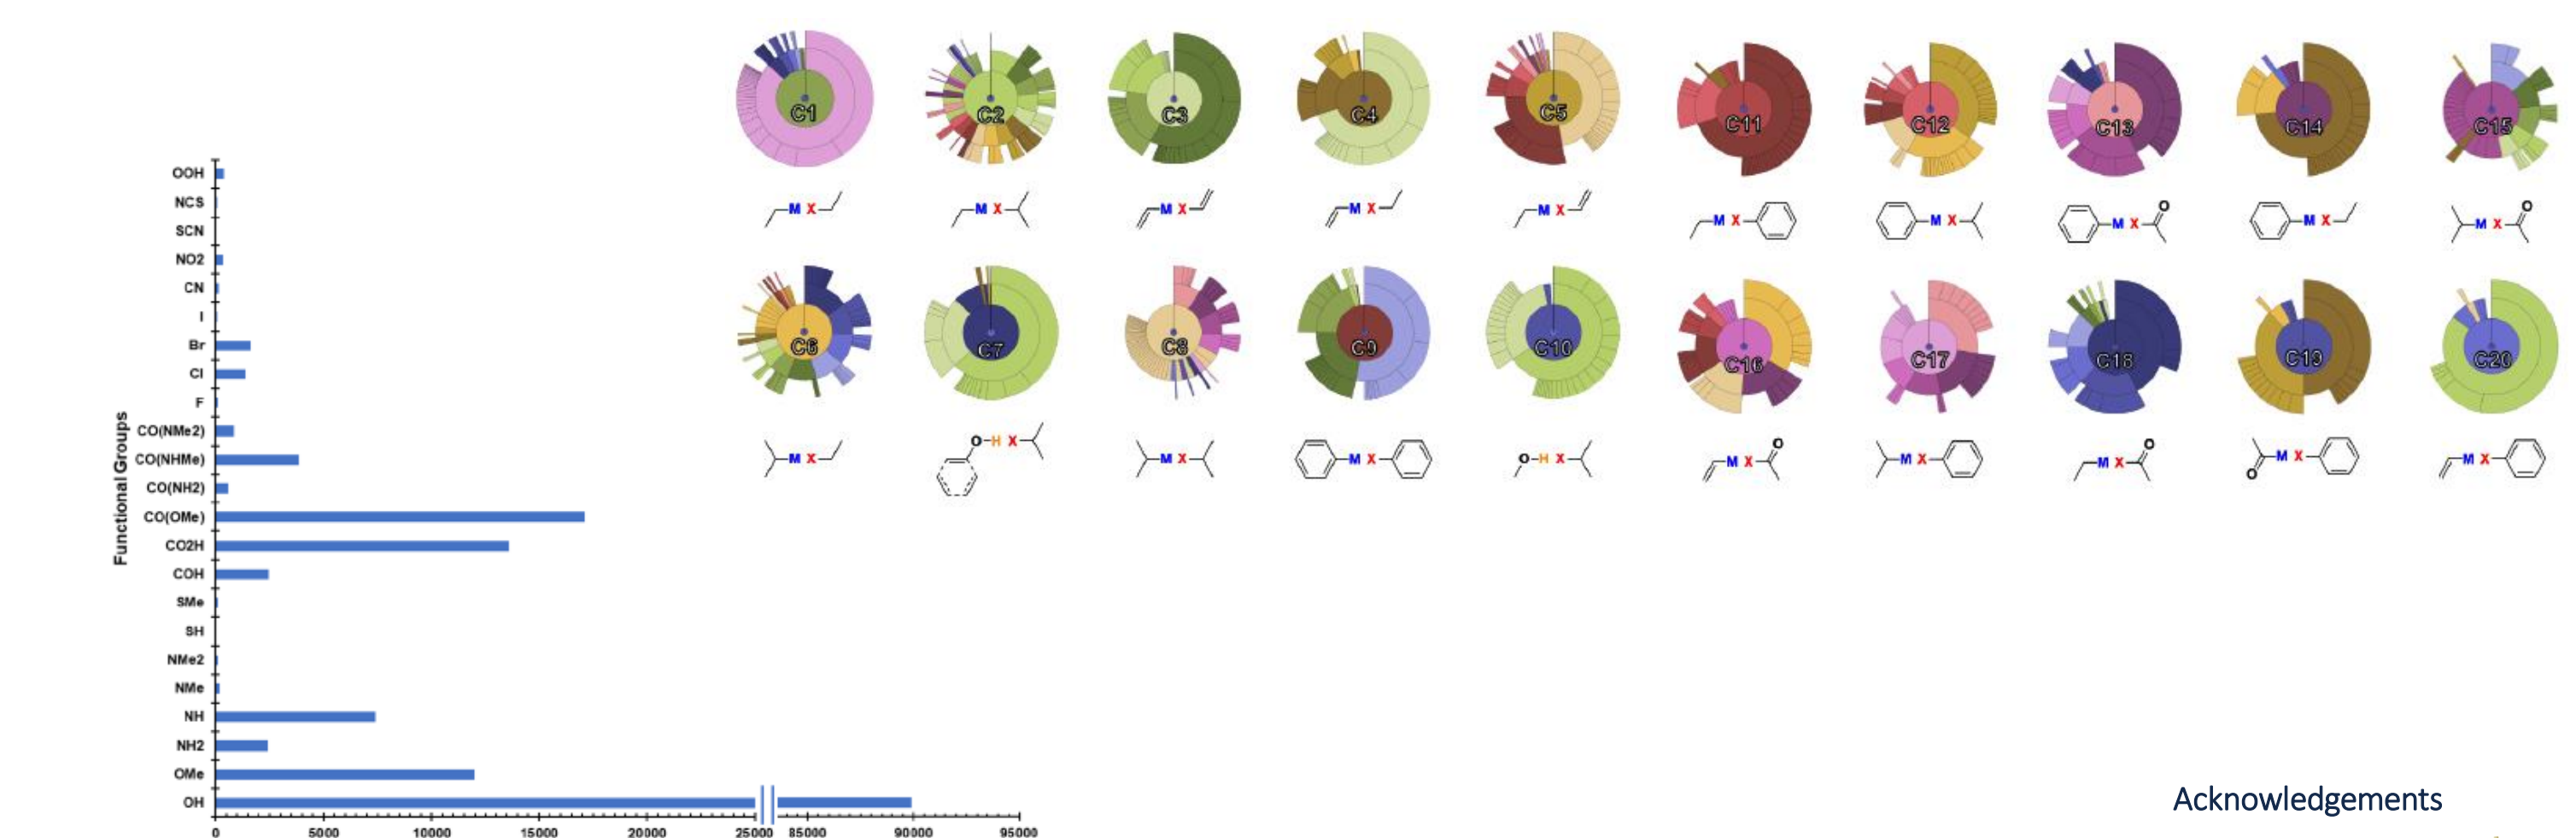 OOH
NCS
SCN
NO2
CN
I
Br
Cl
F
CO(NMe2)
CO(NHMe)
CO(NH2)
CO(OMe)
CO2H
COH
SMe
SH
NMe2
NMe
NH
NH2
OMe
OH
Functional Groups
0 5000 10000 15000 20000 25000 85000 90000 95000
C1 C2 C3 C4 C5 C11 C12 C13 C14 C15
M X M X M X M X M X M X M X M X O M X M X O
C6 C7 C8 C9 C10 C16 C17 C18 C19 C20
M X O-H X M X M X O-H X M X O M X M X O O M X M X
Acknowledgements